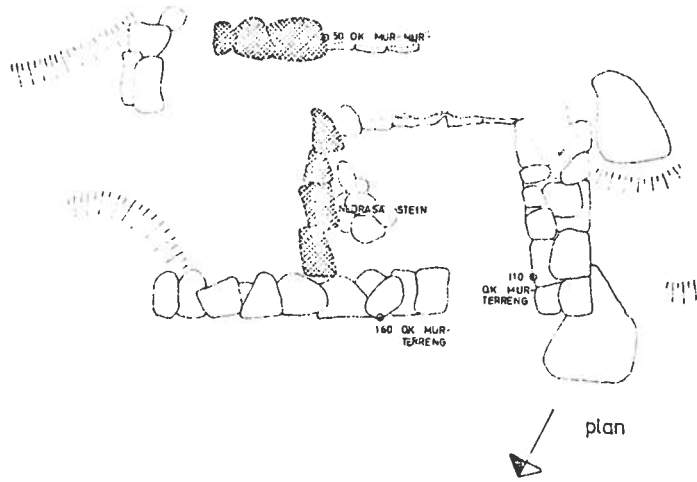 50 OK MUR-MUR
NEDRASA STEIN
110
OK MUR-
TERRENG
160 OK MUR-
TERRENG
plan